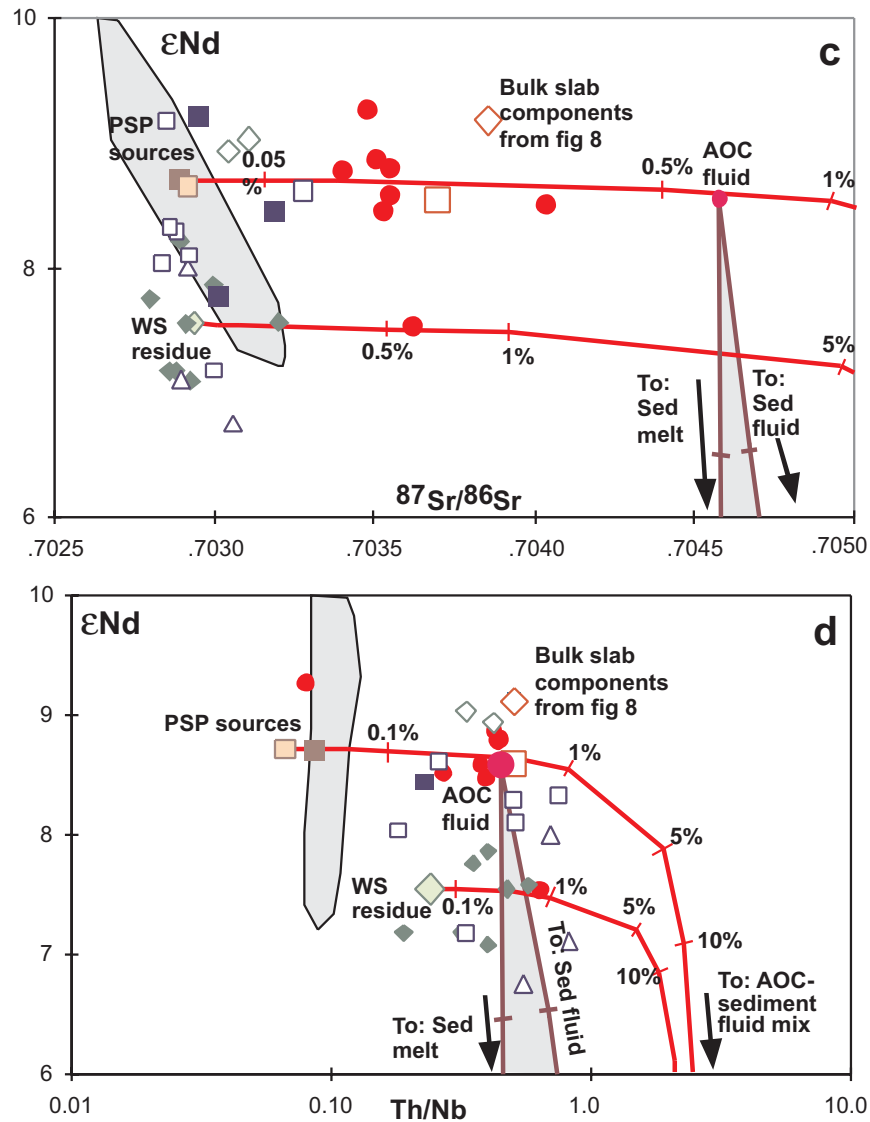 10
εNd
c
Bulk slab
components
from fig 8
PSP
sources
0.05
%
0.5%
AOC
fluid
1%
8
WS
residue
0.5%
1%
5%
To:
Sed
melt
To:
Sed
fluid
6
87Sr/86Sr
.7025
.7030
.7035
.7040
.7045
.7050
10
εNd
d
Bulk slab
components
from fig 8
9
PSP sources
0.1%
1%
AOC
fluid
8
5%
WS
residue
0.1%
1%
5%
7
10%
10%
To: Sed fluid
To: Sed
melt
To: AOC-
sediment
fluid mix
6
0.01
0.10
Th/Nb
1.0
10.0